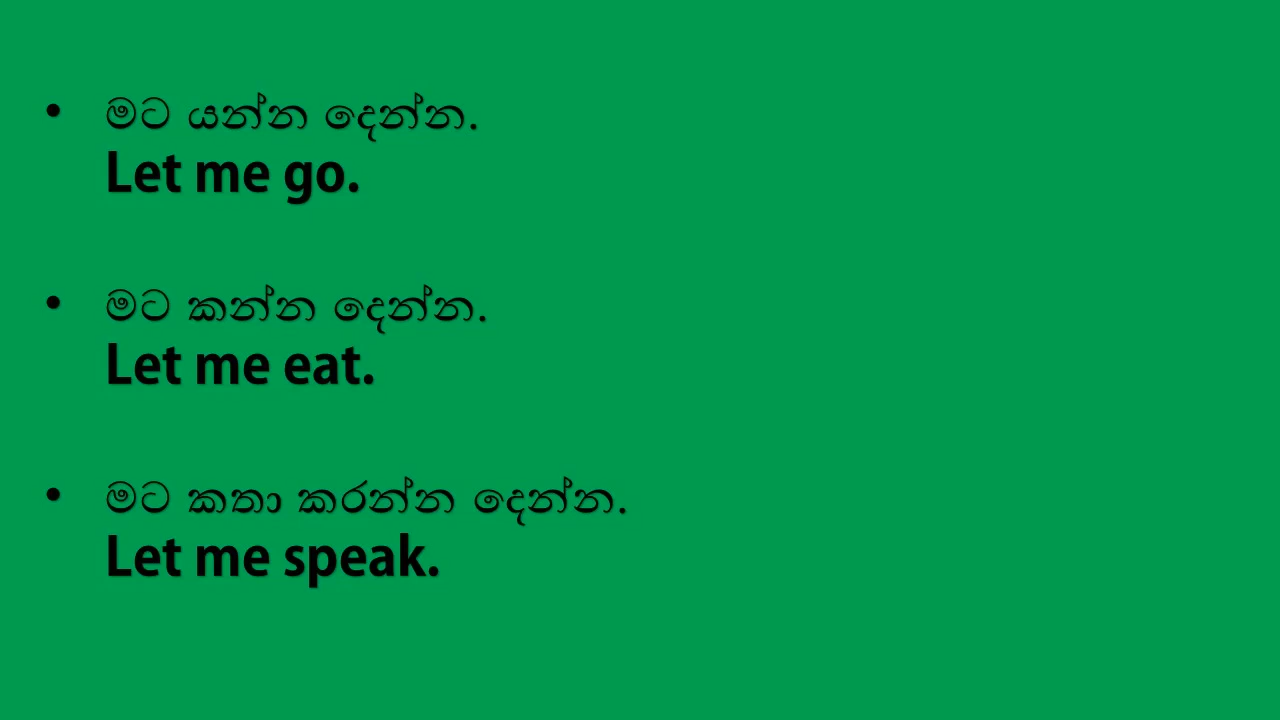 • මට යන්න දෙන්න.
Let me go.
• මට කන්න දෙන්න.
Let me eat.
• මට කතා කරන්න දෙන්න.
Let me speak.